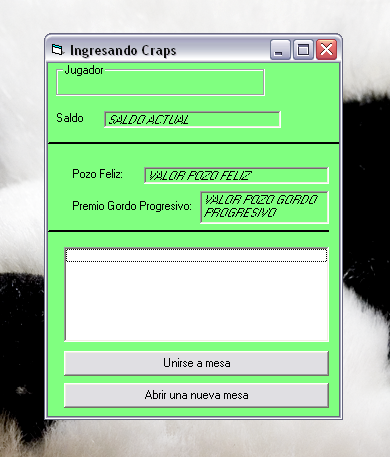 Ingresando Craps
Jugador
Saldo SALDO ACTUAL
Pozo Feliz: VALOR POZO FELIZ
Premio Gordo Progresivo: VALOR POZO GORDO
PROGRESIVO
Unirse a mesa
Abrir una nueva mesa